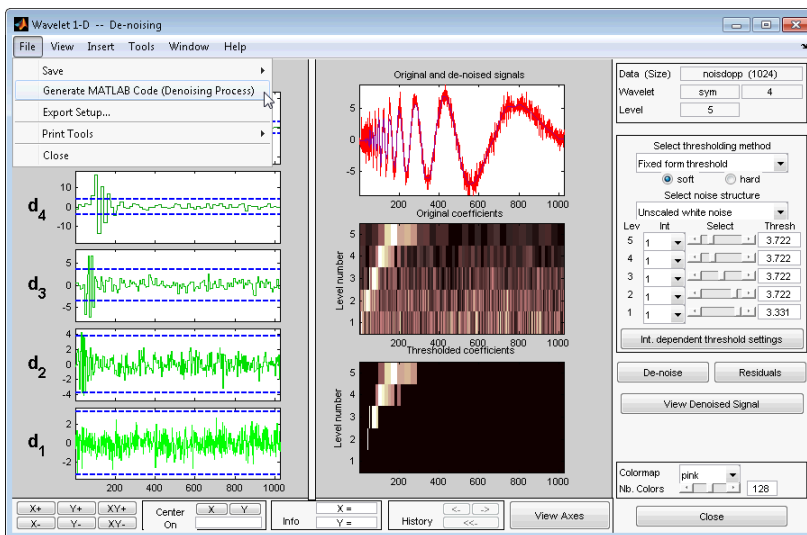 Wavelet 1-D -- De-noising
File View Insert Tools Window Help
Save
Generate MATLAB Code (Denoising Process)
Export Setup...
Print Tools
Close
d4
10
0
-10
d3
5
0
-5
d2
4
2
0
-2
-4
d1
2
0
-2
200 400 600 800 1000
Original and de-noised signals
5
0
-5
200 400 600 800 1000
Original coefficients
Level number
5
4
3
2
1
200 400 600 800 1000
Thresholded coefficients
Level number
5
4
3
2
1
200 400 600 800 1000
Data (Size) noisdopp (1024)
Wavelet sym 4
Level 5
Select thresholding method
Fixed form threshold
soft hard
Select noise structure
Unscaled white noise
Lev Int Select Thresh
5 1 3.722
4 1 3.722
3 1 3.722
2 1 3.722
1 1 3.331
Int. dependent threshold settings
De-noise Residuals
View Denoised Signal
Colormap pink
Nb. Colors 128
Close
X+ Y+ XY+
X- Y- XY-
Center On X Y
Info X = Y =
History <- -> <<-
View Axes